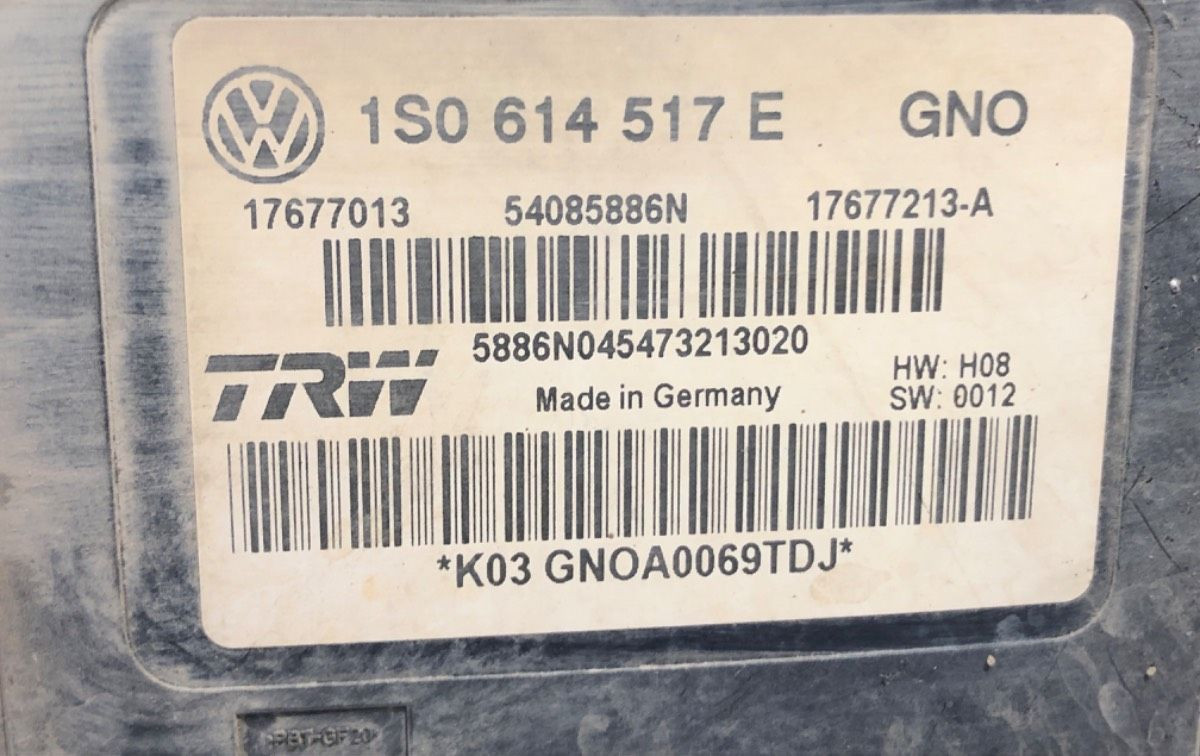 1S0 614 517 E GNO
17677013 54085886N 17677213-A
5886N045473213020
TRW
Made in Germany
HW: H08
SW: 0012
*K03 GNOA0069TDJ*
>PBT-GF20<